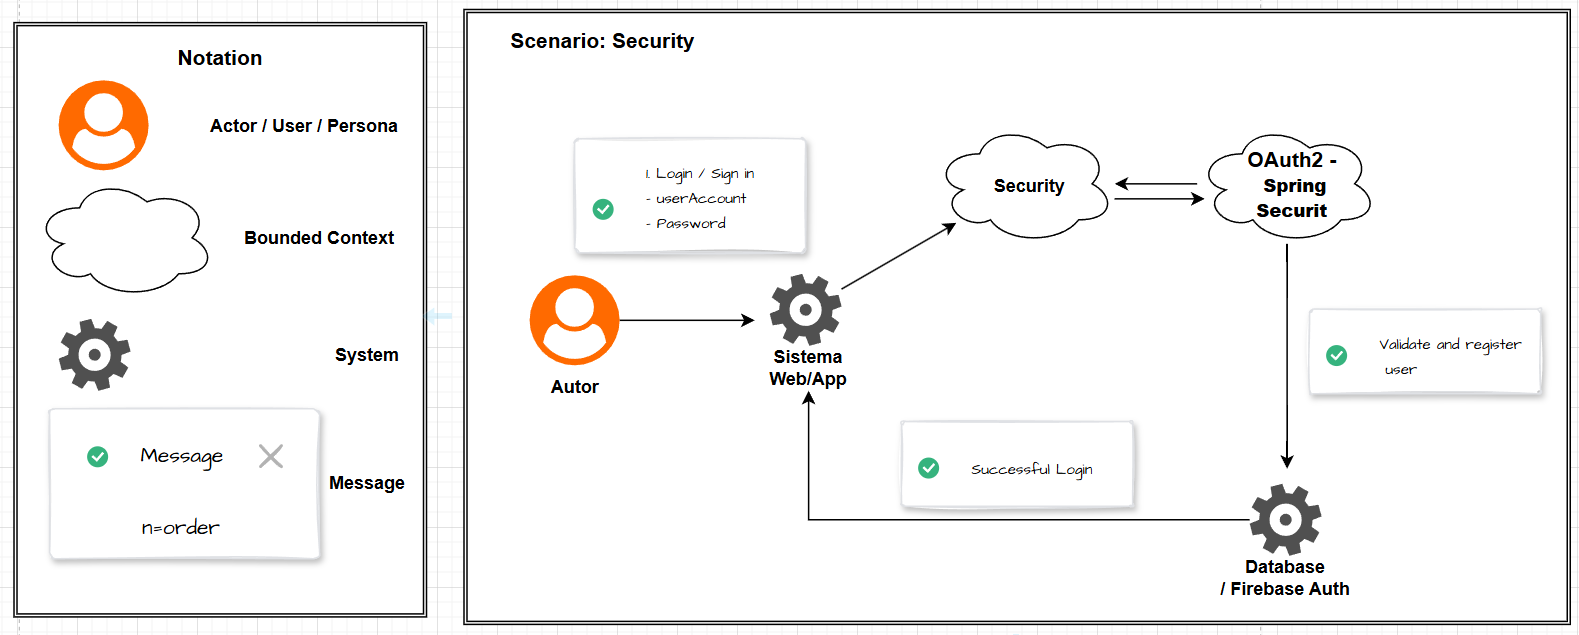 Notation
Actor / User / Persona
Bounded Context
System
Message
n=order
Message
Scenario: Security
1. Login / Sign in
- userAccount
- Password
Autor
Sistema
Web/App
Security
OAuth2 -
Spring
Securit
Validate and register
user
Successful Login
Database
/ Firebase Auth